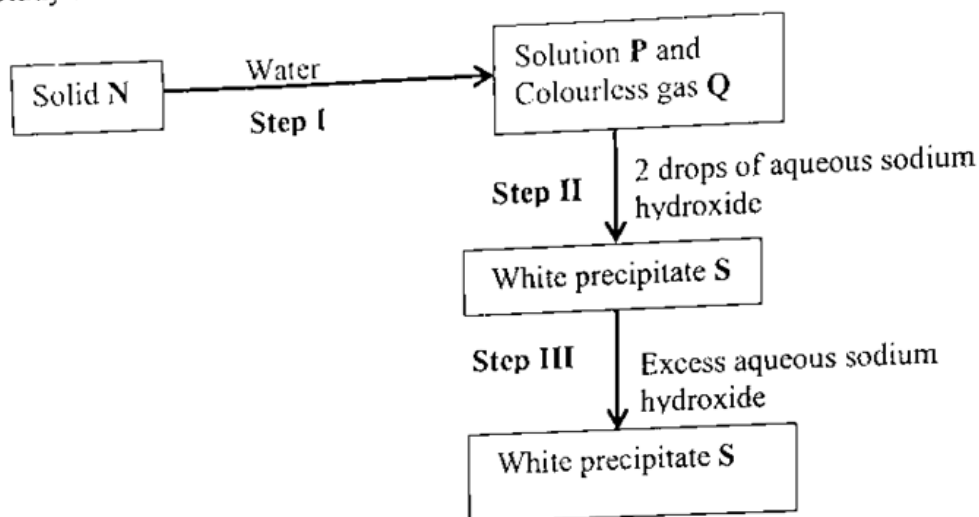 Solid N
Water
Step I
Solution P and
Colourless gas Q
Step II
2 drops of aqueous sodium
hydroxide
White precipitate S
Step III
Excess aqueous sodium
hydroxide
White precipitate S